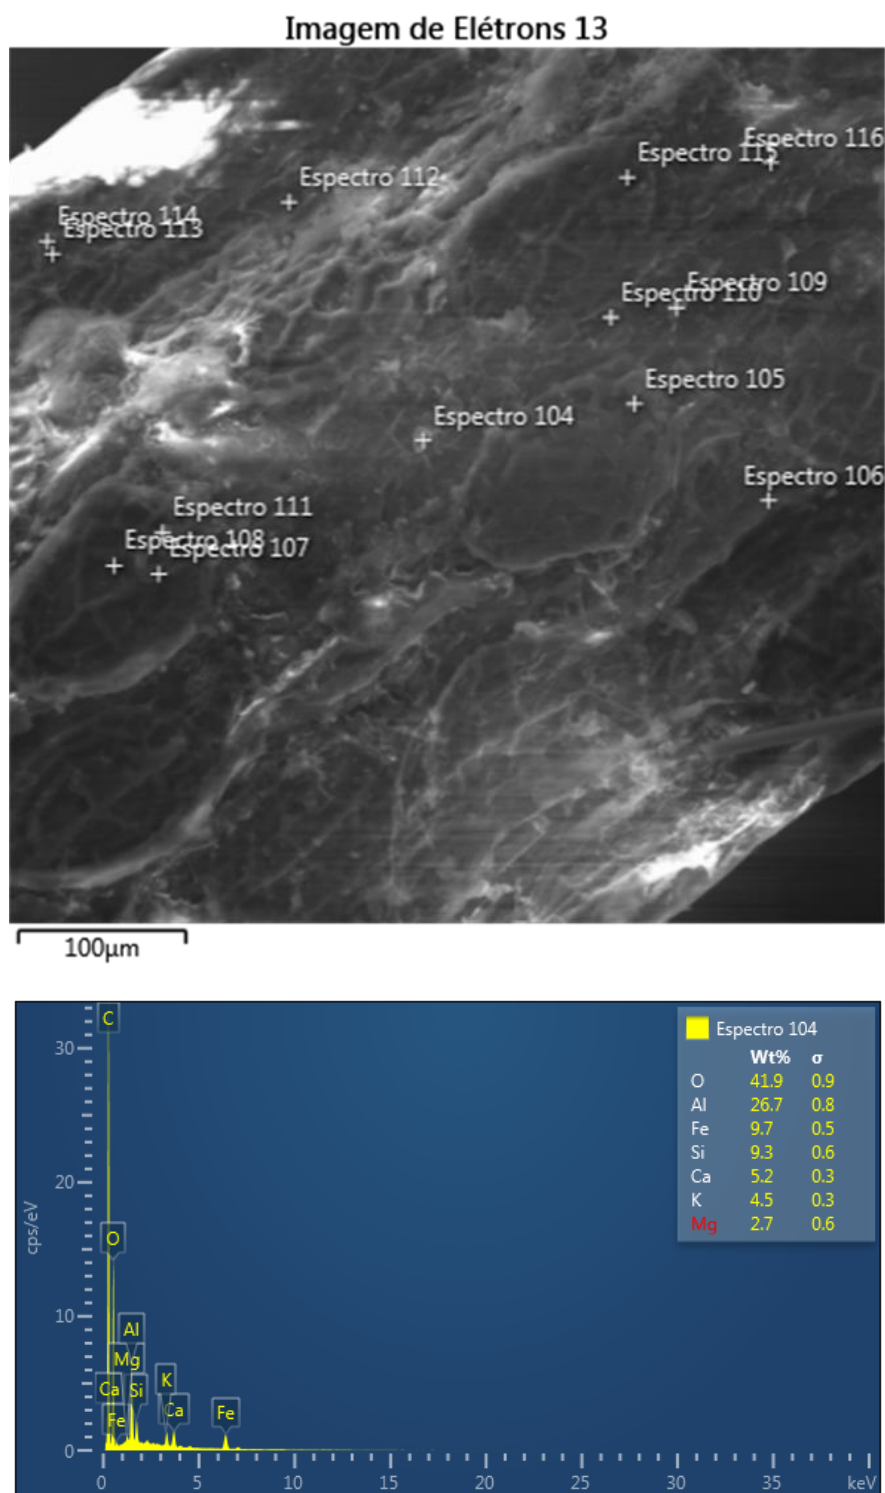 Imagem de Elétrons 13
Espectro 116
Espectro 115
Espectro 112
Espectro 114
Espectro 113
Espectro 109
Espectro 110
Espectro 105
Espectro 104
Espectro 106
Espectro 111
Espectro 108
Espectro 107
100µm
C
Espectro 104
Wt% σ
O 41.9 0.9
Al 26.7 0.8
Fe 9.7 0.5
Si 9.3 0.6
Ca 5.2 0.3
K 4.5 0.3
Mg 2.7 0.6
30
20
cps/eV
O
10
Al
Mg
Ca
Si
K
Ca
Fe
Fe
0
0 5 10 15 20 25 30 35 keV